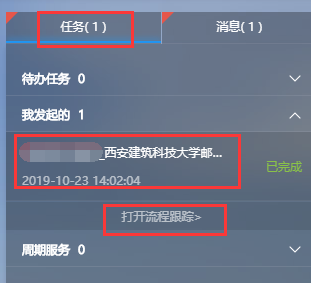 任务( 1 )
消息( 1 )
待办任务 0
我发起的 1
_西安建筑科技大学邮...
已完成
2019-10-23 14:02:04
打开流程跟踪>
周期服务 0